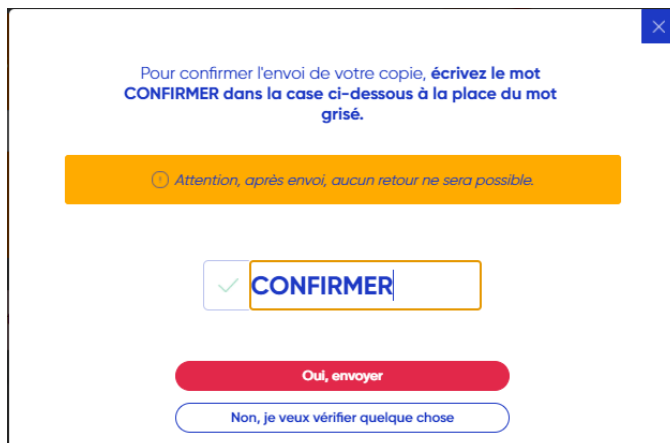 Pour confirmer l'envoi de votre copie, écrivez le mot
CONFIRMER dans la case ci-dessous à la place du mot
grisé.
Attention, après envoi, aucun retour ne sera possible.
CONFIRMER
Oui, envoyer
Non, je veux vérifier quelque chose